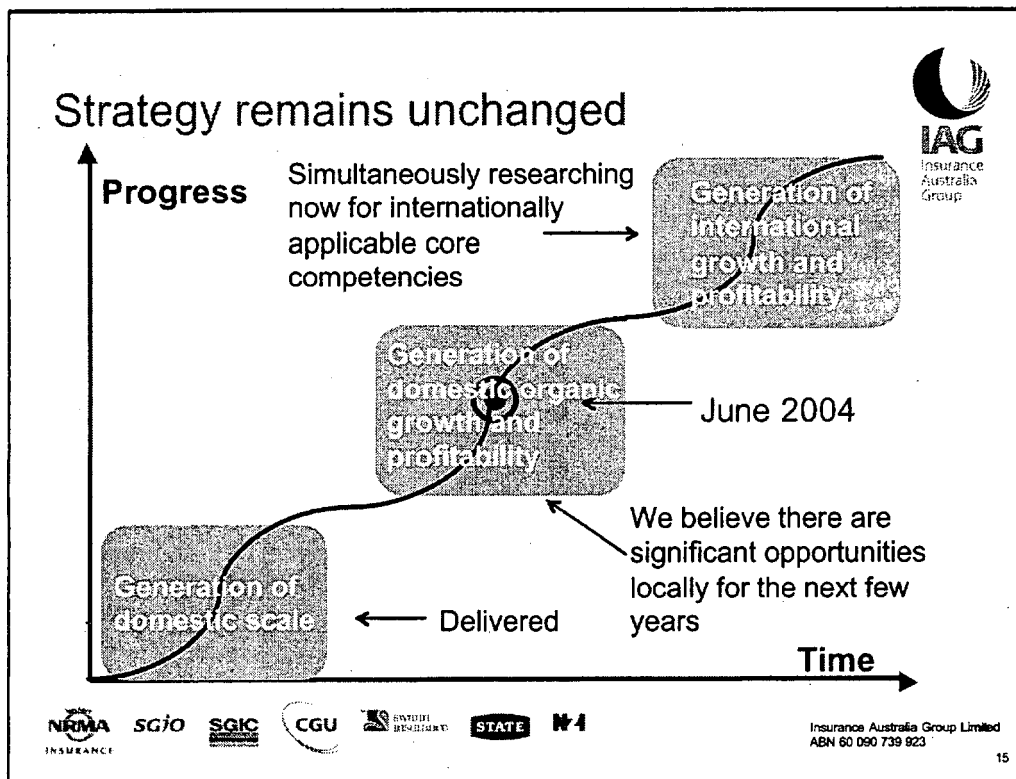 Strategy remains unchanged
IAG
Insurance
Australia
Group
Progress
Simultaneously researching
now for internationally
applicable core
competencies
Generation of
international
growth and
profitability
Generation of
domestic organic
growth and
profitability
June 2004
We believe there are
significant opportunities
locally for the next few
years
Generation of
domestic scale
Delivered
Time
NRMA
INSURANCE
SGIO
SGIC
CGU
STATE
Insurance Australia Group Limited
ABN 60 090 739 923
15